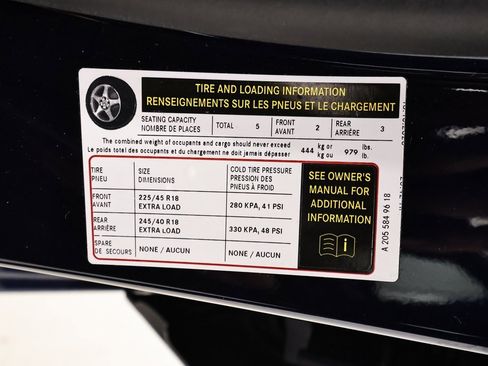 TIRE AND LOADING INFORMATION
RENSEIGNEMENTS SUR LES PNEUS ET LE CHARGEMENT
SEATING CAPACITY
NOMBRE DE PLACES
TOTAL 5
FRONT
AVANT
2
REAR
ARRIÈRE
3
The combined weight of occupants and cargo should never exceed
Le poids total des occupants et du chargement ne doit jamais dépasser
444 kg or
kg ou
979 lbs.
lb.
TIRE
PNEU
SIZE
DIMENSIONS
COLD TIRE PRESSURE
PRESSION DES
PNEUS À FROID
FRONT
AVANT
225/45 R18
EXTRA LOAD
280 KPA, 41 PSI
REAR
ARRIÈRE
245/40 R18
EXTRA LOAD
330 KPA, 48 PSI
SPARE
DE SECOURS
NONE / AUCUN
NONE / AUCUN
SEE OWNER'S
MANUAL FOR
ADDITIONAL
INFORMATION
A 205 584 96 18